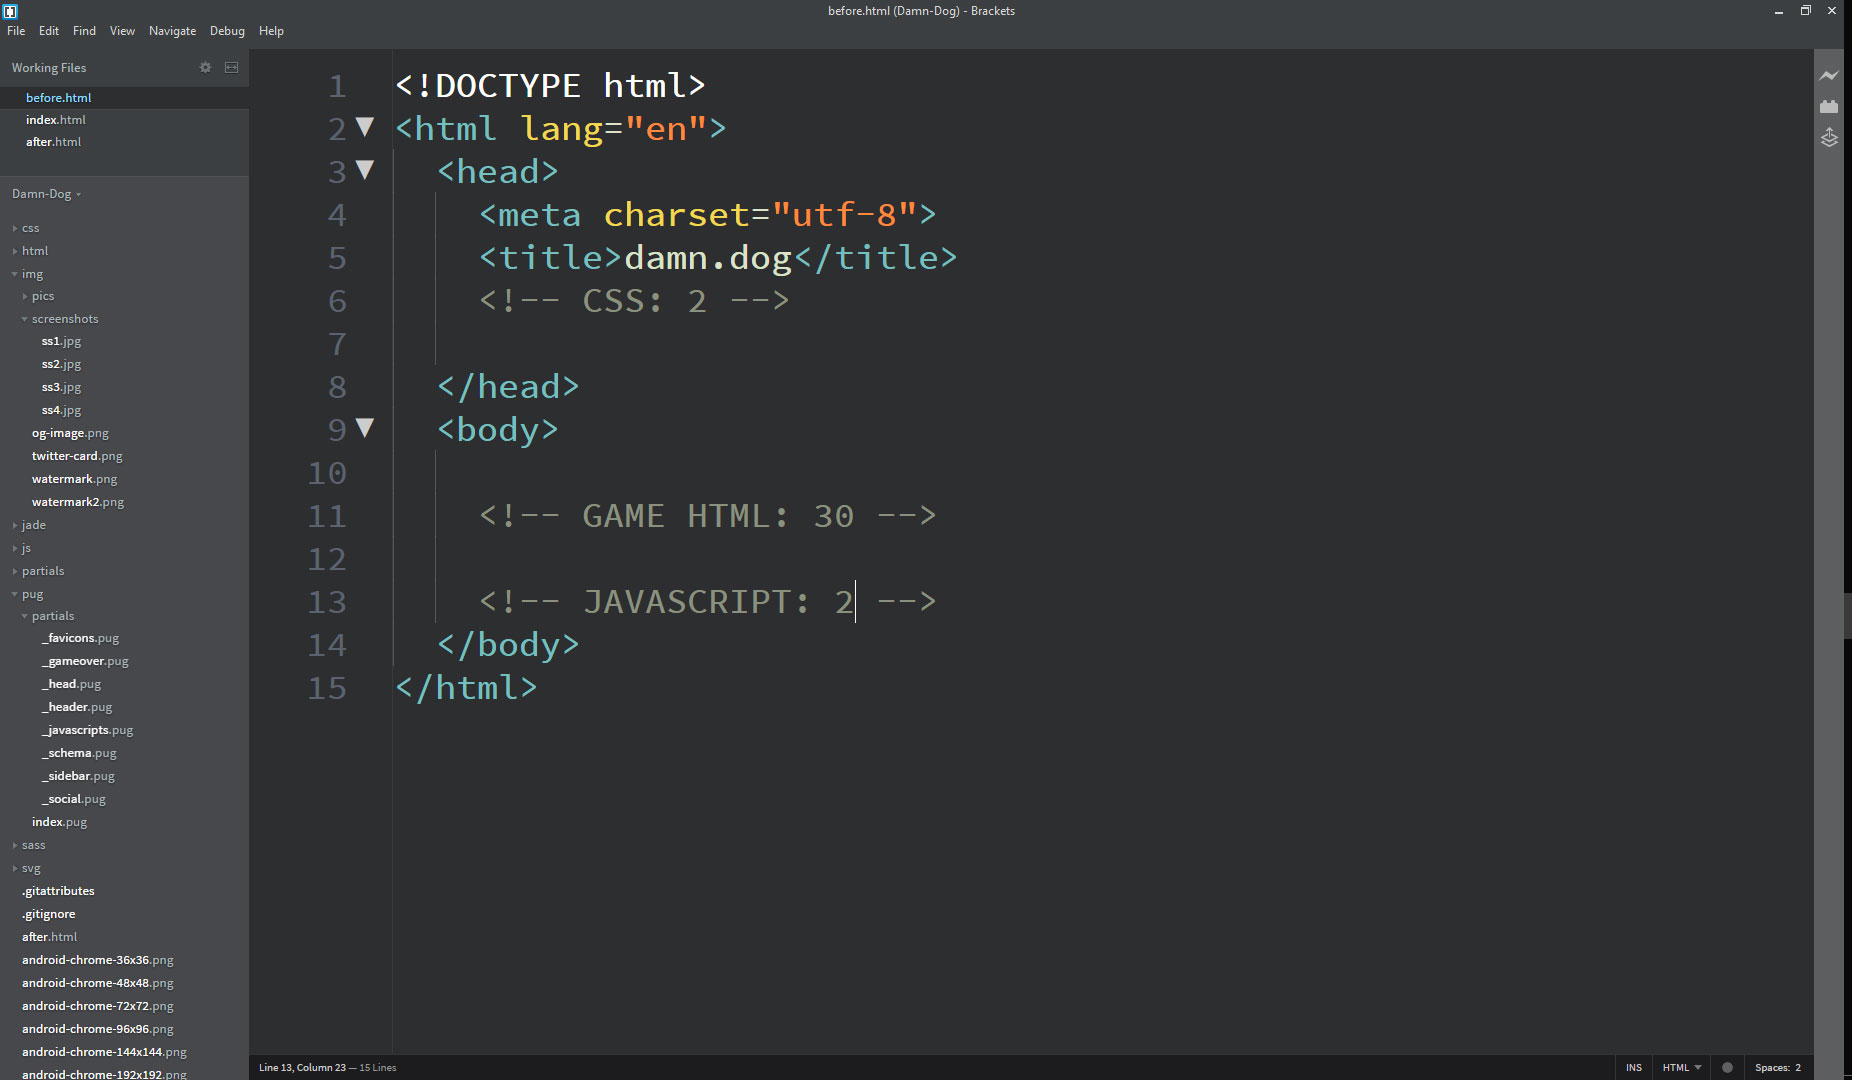 before.html (Damn-Dog) - Brackets
File Edit Find View Navigate Debug Help
Working Files
before.html
index.html
after.html
Damn-Dog
css
html
img
pics
screenshots
ss1.jpg
ss2.jpg
ss3.jpg
ss4.jpg
og-image.png
twitter-card.png
watermark.png
watermark2.png
jade
js
partials
pug
partials
_favicons.pug
_gameover.pug
_head.pug
_header.pug
_javascripts.pug
_schema.pug
_sidebar.pug
_social.pug
index.pug
sass
svg
.gitattributes
.gitignore
after.html
android-chrome-36x36.png
android-chrome-48x48.png
android-chrome-72x72.png
android-chrome-96x96.png
android-chrome-144x144.png
android-chrome-192x192.png
1 <!DOCTYPE html>
2 <html lang="en">
3 <head>
4 <meta charset="utf-8">
5 <title>damn.dog</title>
6 <!-- CSS: 2 -->
7
8 </head>
9 <body>
10
11 <!-- GAME HTML: 30 -->
12
13 <!-- JAVASCRIPT: 2 -->
14 </body>
15 </html>
Line 13, Column 23 — 15 Lines
INS HTML Spaces: 2